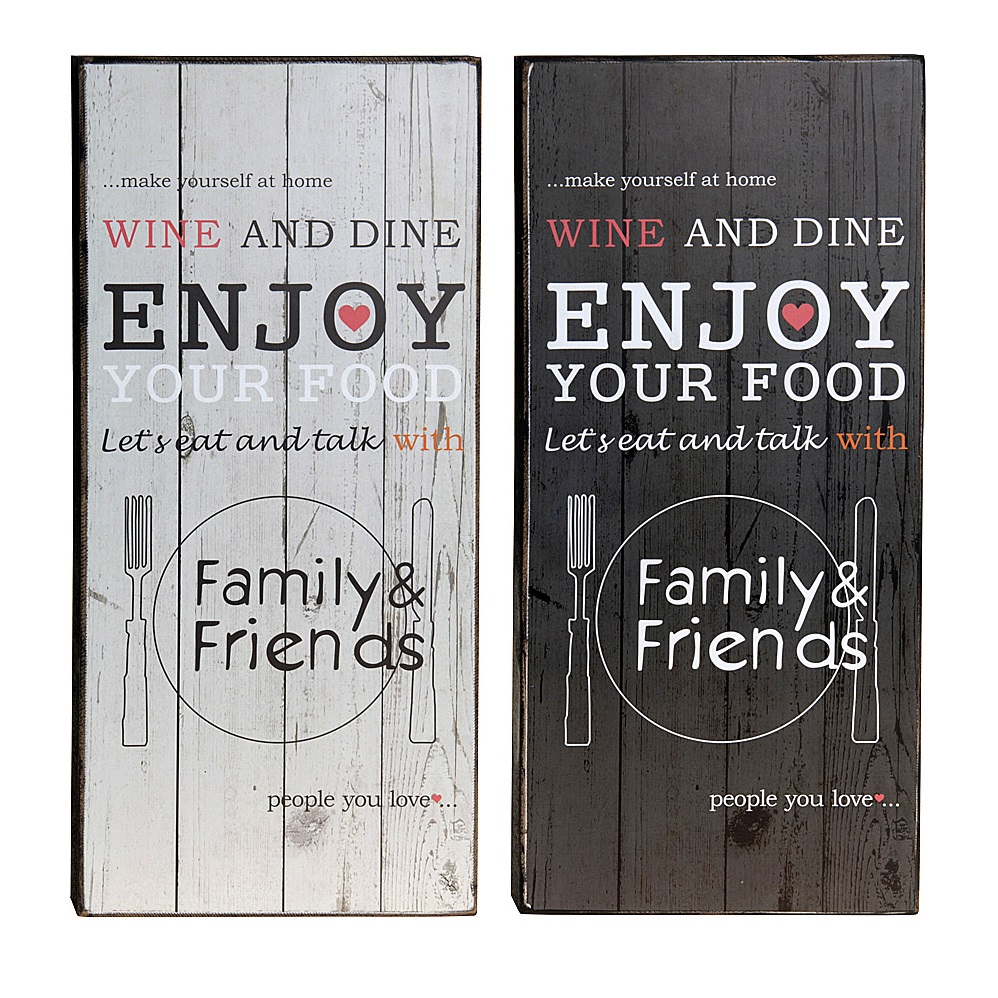 ...make yourself at home
WINE AND DINE
ENJOY
YOUR FOOD
Let's eat and talk with
Family &
Friends
people you love...
...make yourself at home
WINE AND DINE
ENJOY
YOUR FOOD
Let's eat and talk with
Family &
Friends
people you love...